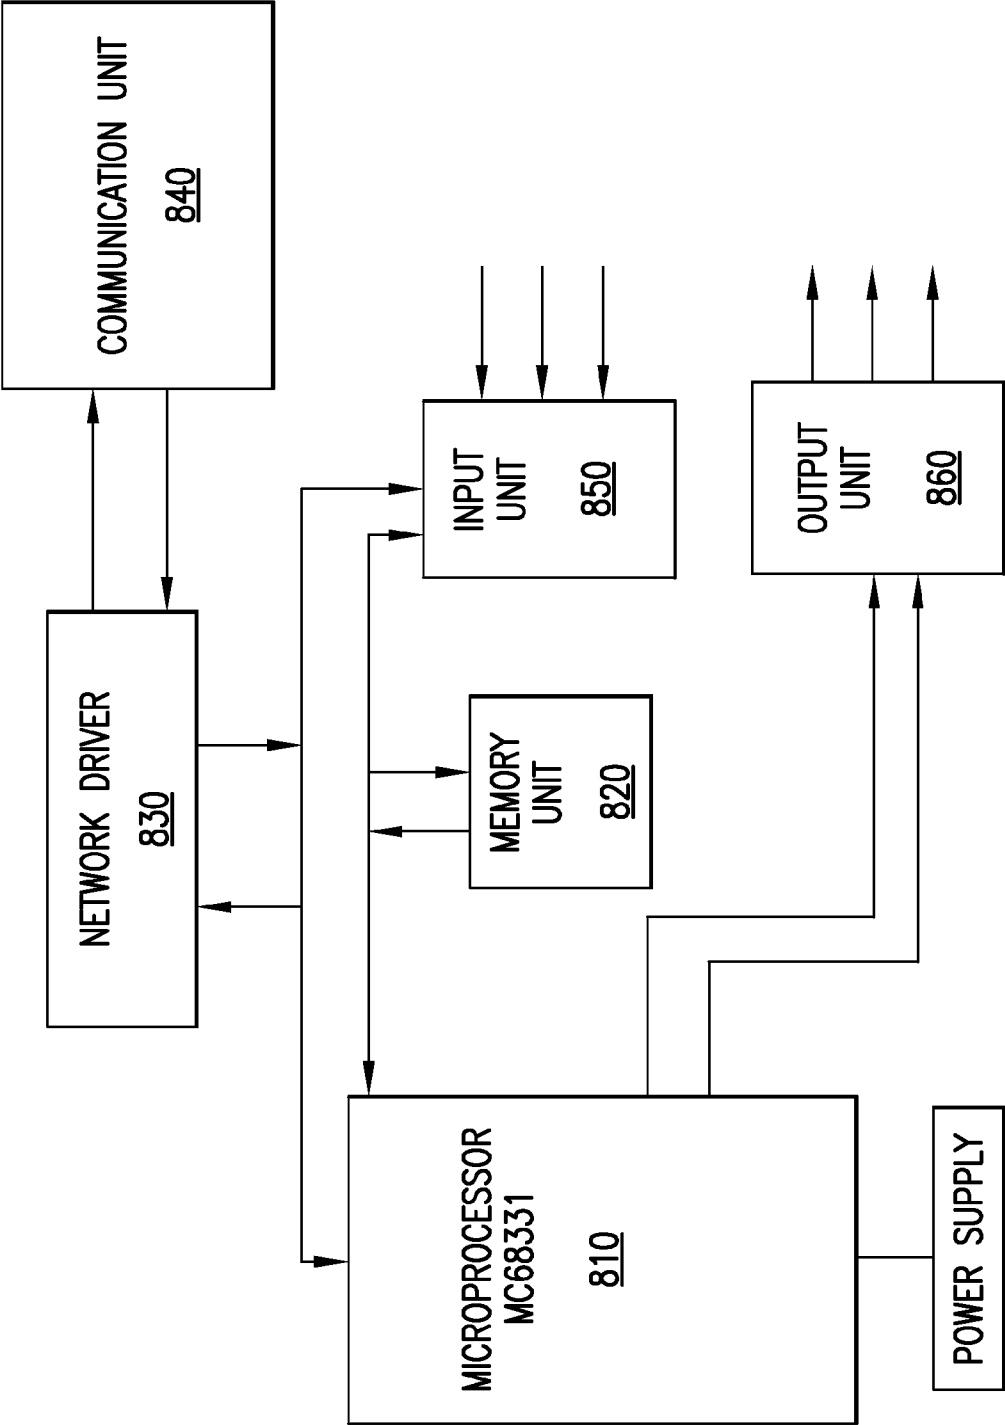 COMMUNICATION UNIT
840
NETWORK DRIVER
830
INPUT
UNIT
850
MEMORY
UNIT
820
OUTPUT
UNIT
860
MICROPROCESSOR
MC68331
810
POWER SUPPLY